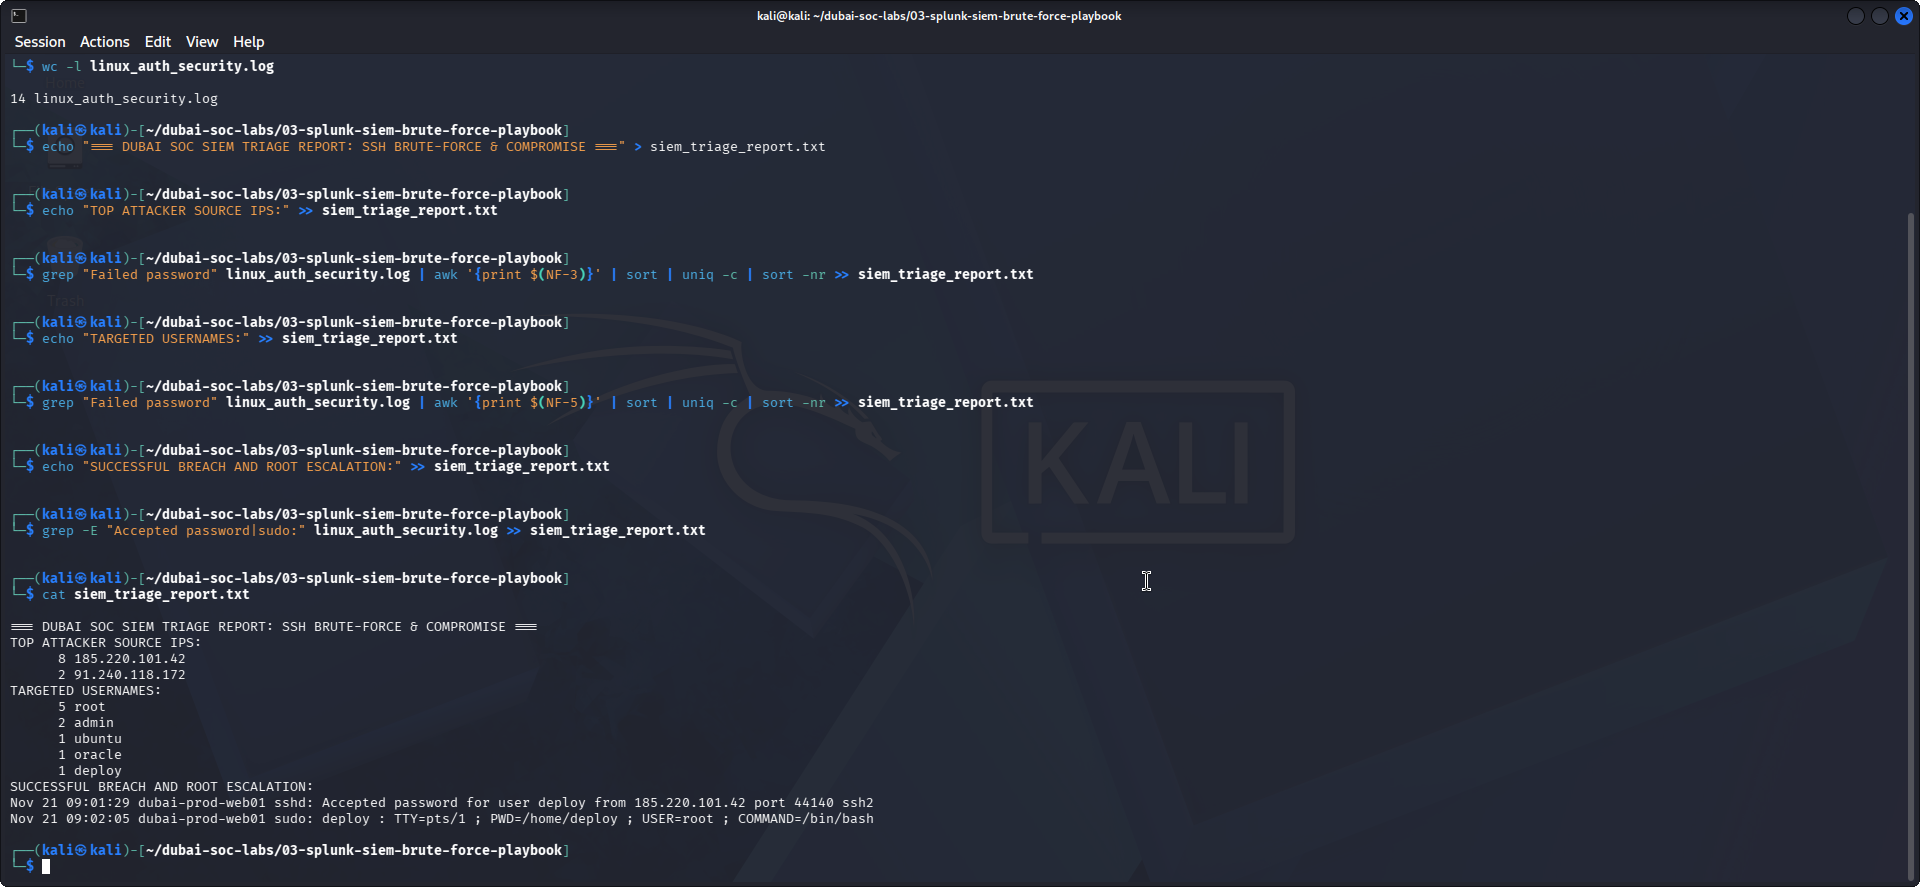 kali@kali: ~/dubai-soc-labs/03-splunk-siem-brute-force-playbook
Session Actions Edit View Help
└─$ wc -l linux_auth_security.log
14 linux_auth_security.log
┌──(kali㉿kali)-[~/dubai-soc-labs/03-splunk-siem-brute-force-playbook]
└─$ echo "=== DUBAI SOC SIEM TRIAGE REPORT: SSH BRUTE-FORCE & COMPROMISE ===" > siem_triage_report.txt
┌──(kali㉿kali)-[~/dubai-soc-labs/03-splunk-siem-brute-force-playbook]
└─$ echo "TOP ATTACKER SOURCE IPS:" >> siem_triage_report.txt
┌──(kali㉿kali)-[~/dubai-soc-labs/03-splunk-siem-brute-force-playbook]
└─$ grep "Failed password" linux_auth_security.log | awk '{print $(NF-3)}' | sort | uniq -c | sort -nr >> siem_triage_report.txt
Trash
┌──(kali㉿kali)-[~/dubai-soc-labs/03-splunk-siem-brute-force-playbook]
└─$ echo "TARGETED USERNAMES:" >> siem_triage_report.txt
┌──(kali㉿kali)-[~/dubai-soc-labs/03-splunk-siem-brute-force-playbook]
└─$ grep "Failed password" linux_auth_security.log | awk '{print $(NF-5)}' | sort | uniq -c | sort -nr >> siem_triage_report.txt
┌──(kali㉿kali)-[~/dubai-soc-labs/03-splunk-siem-brute-force-playbook]
└─$ echo "SUCCESSFUL BREACH AND ROOT ESCALATION:" >> siem_triage_report.txt
┌──(kali㉿kali)-[~/dubai-soc-labs/03-splunk-siem-brute-force-playbook]
└─$ grep -E "Accepted password|sudo:" linux_auth_security.log >> siem_triage_report.txt
KALI
┌──(kali㉿kali)-[~/dubai-soc-labs/03-splunk-siem-brute-force-playbook]
└─$ cat siem_triage_report.txt
=== DUBAI SOC SIEM TRIAGE REPORT: SSH BRUTE-FORCE & COMPROMISE ===
TOP ATTACKER SOURCE IPS:
8 185.220.101.42
2 91.240.118.172
TARGETED USERNAMES:
5 root
2 admin
1 ubuntu
1 oracle
1 deploy
SUCCESSFUL BREACH AND ROOT ESCALATION:
Nov 21 09:01:29 dubai-prod-web01 sshd: Accepted password for user deploy from 185.220.101.42 port 44140 ssh2
Nov 21 09:02:05 dubai-prod-web01 sudo: deploy : TTY=pts/1 ; PWD=/home/deploy ; USER=root ; COMMAND=/bin/bash
┌──(kali㉿kali)-[~/dubai-soc-labs/03-splunk-siem-brute-force-playbook]
└─$